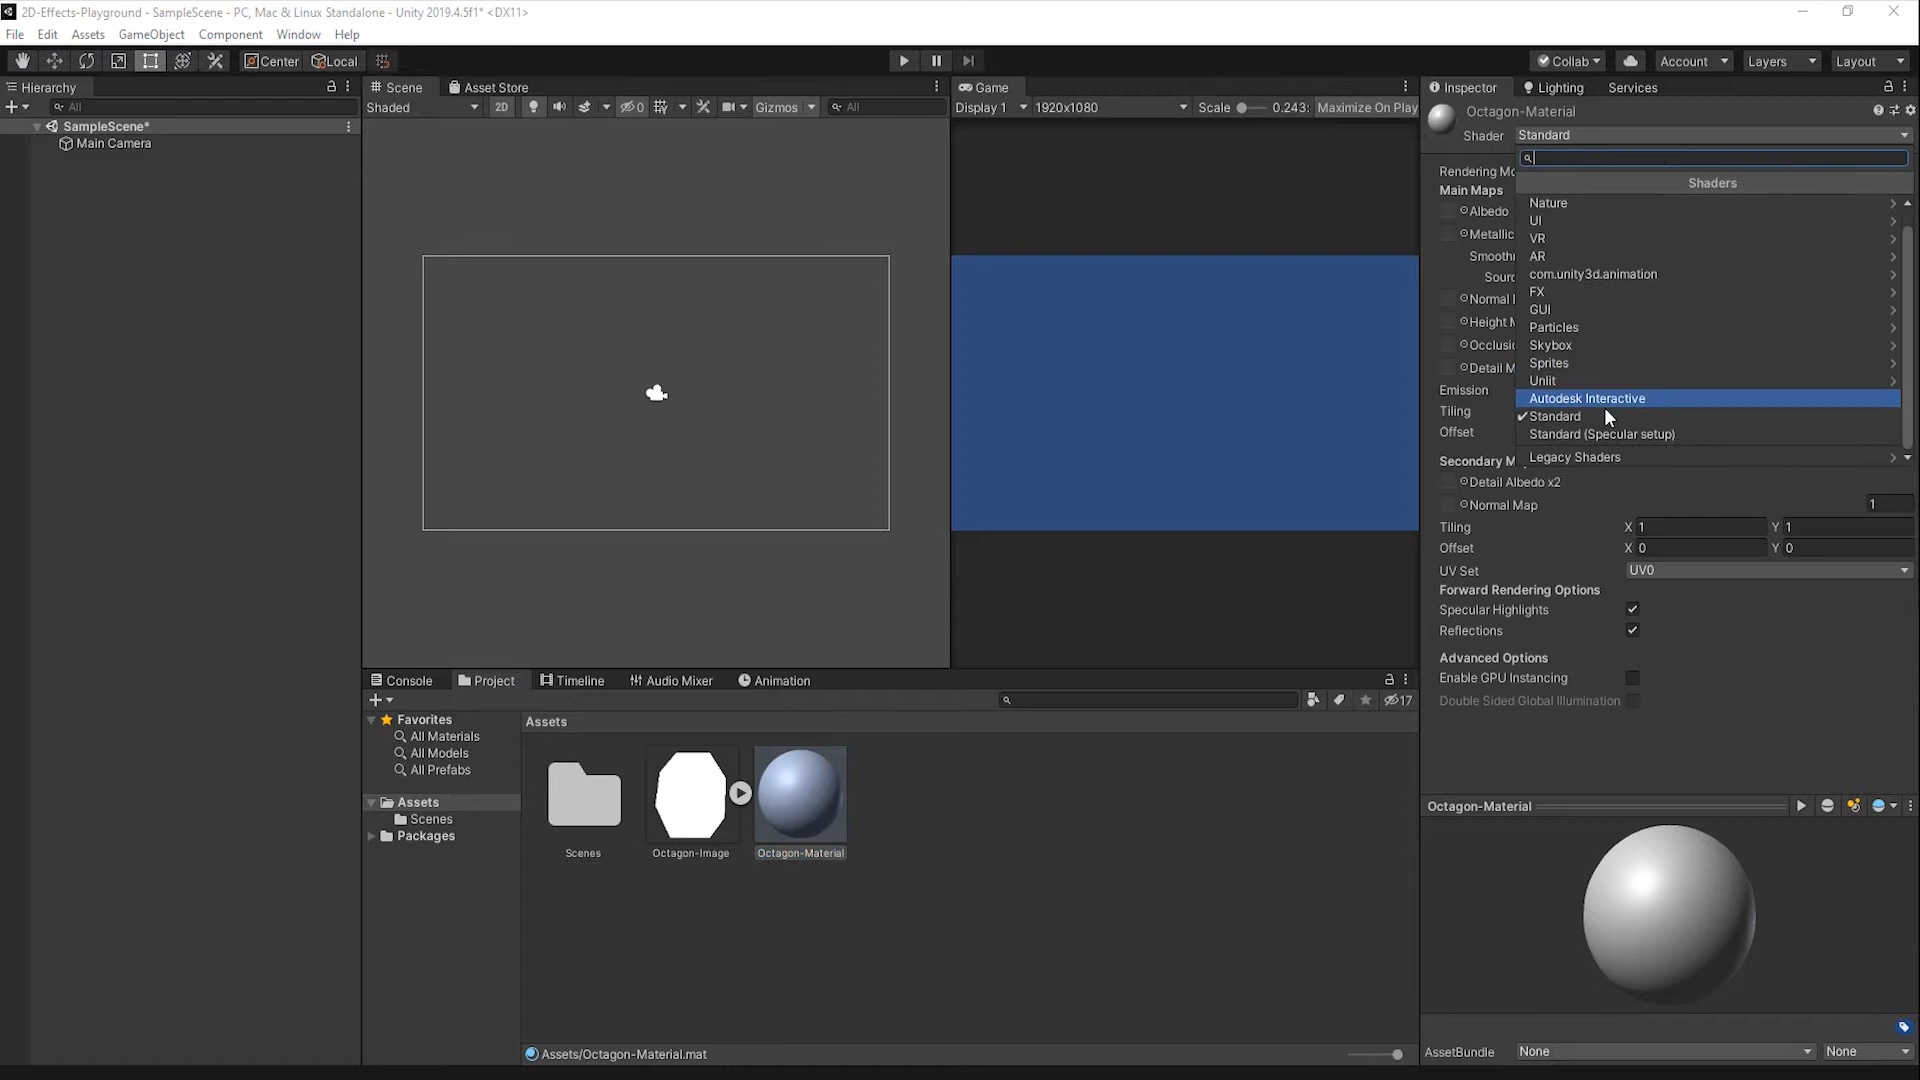 2D-Effects-Playground - SampleScene - PC, Mac & Linux Standalone - Unity 2019.4.5f1* <DX11>
File Edit Assets GameObject Component Window Help
Center Local Collab Account Layers Layout
Hierarchy
All
SampleScene*
Main Camera
Scene Asset Store
Shaded 2D 0 Gizmos All
Game
Display 1 1920x1080 Scale 0.243 Maximize On Play
Inspector Lighting Services
Octagon-Material
Shader Standard
Shaders
Rendering Mo
Main Maps
Albedo
Metallic
Smooth
Sourc
Normal
Height M
Occlusi
Detail M
Emission
Tiling
Offset
Nature
UI
VR
AR
com.unity3d.animation
FX
GUI
Particles
Skybox
Sprites
Unlit
Autodesk Interactive
Standard
Standard (Specular setup)
Legacy Shaders
Secondary M
Detail Albedo x2
Normal Map 1
Tiling X 1 Y 1
Offset X 0 Y 0
UV Set UV0
Forward Rendering Options
Specular Highlights
Reflections
Advanced Options
Enable GPU Instancing
Double Sided Global Illumination
Console Project Timeline Audio Mixer Animation
17
Favorites
All Materials
All Models
All Prefabs
Assets
Scenes
Packages
Assets
Scenes
Octagon-Image
Octagon-Material
Assets/Octagon-Material.mat
Octagon-Material
AssetBundle None None